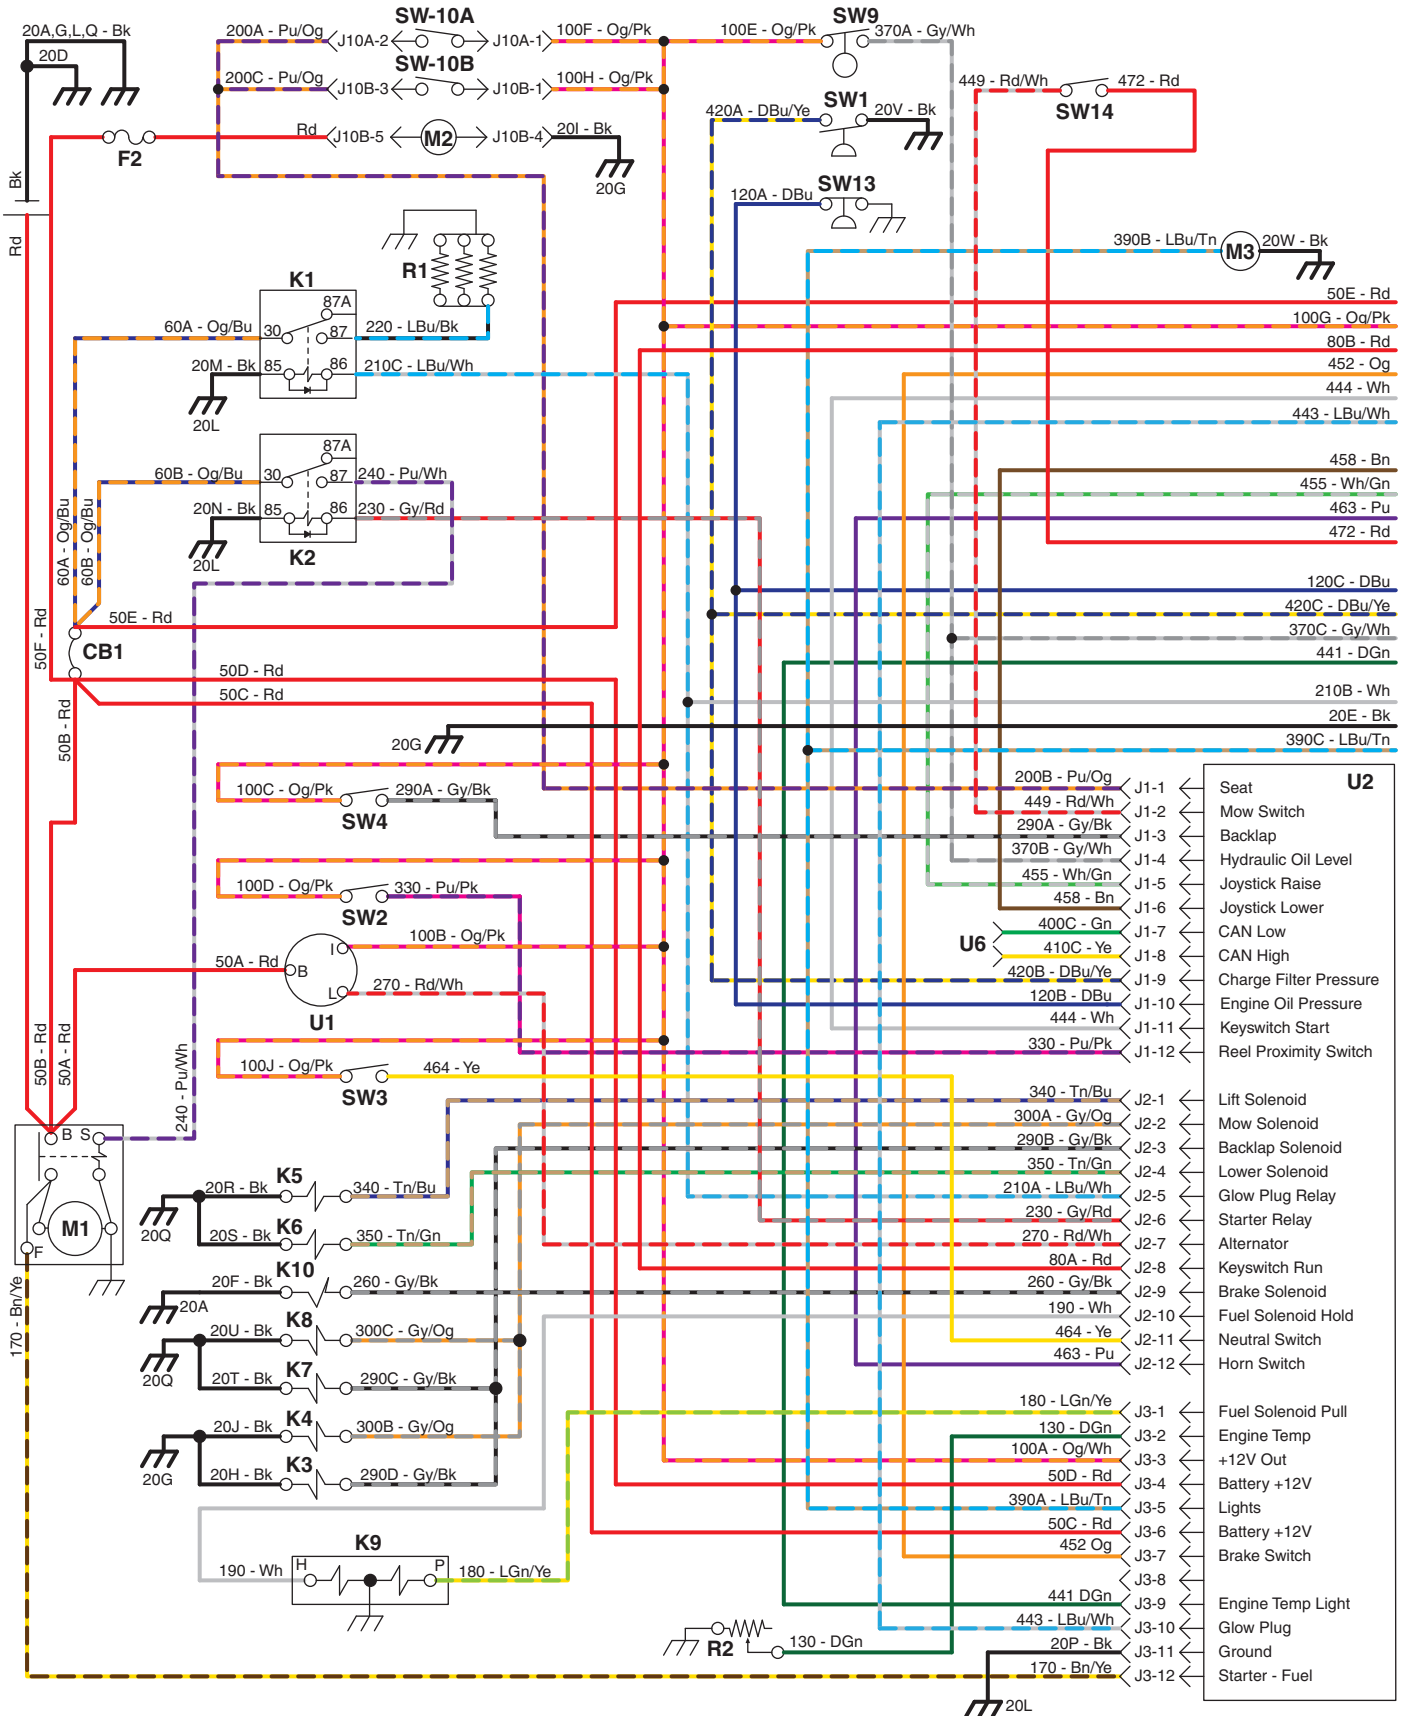 20A,G,L,Q - Bk
20D
Bk
Rd
200A - Pu/Og
J10A-2
SW-10A
J10A-1
100F - Og/Pk
100E - Og/Pk
SW9
370A - Gy/Wh
200C - Pu/Og
J10B-3
SW-10B
J10B-1
100H - Og/Pk
449 - Rd/Wh
472 - Rd
SW14
F2
Rd
J10B-5
M2
J10B-4
20I - Bk
20G
420A - DBu/Ye
SW1
20V - Bk
120A - DBu
SW13
390B - LBu/Tn
M3
20W - Bk
R1
K1
87A
60A - Og/Bu
30
87
220 - LBu/Bk
20M - Bk
85
86
210C - LBu/Wh
20L
87A
60B - Og/Bu
30
87
240 - Pu/Wh
20N - Bk
85
86
230 - Gy/Rd
20L
K2
60A - Og/Bu
60B - Og/Bu
50E - Rd
100G - Og/Pk
80B - Rd
452 - Og
444 - Wh
443 - LBu/Wh
458 - Bn
455 - Wh/Gn
463 - Pu
472 - Rd
120C - DBu
420C - DBu/Ye
370C - Gy/Wh
441 - DGn
210B - Wh
20E - Bk
390C - LBu/Tn
50F - Rd
CB1
50E - Rd
50D - Rd
50C - Rd
50B - Rd
20G
100C - Og/Pk
SW4
290A - Gy/Bk
100D - Og/Pk
SW2
330 - Pu/Pk
I
100B - Og/Pk
50A - Rd
B
L
270 - Rd/Wh
U1
100J - Og/Pk
SW3
464 - Ye
50B - Rd
50A - Rd
240 - Pu/Wh
B
S
M1
F
170 - Bn/Ye
K5
20R - Bk
340 - Tn/Bu
20Q
K6
20S - Bk
350 - Tn/Gn
K10
20F - Bk
260 - Gy/Bk
20A
K8
20U - Bk
300C - Gy/Og
20Q
K7
20T - Bk
290C - Gy/Bk
K4
20J - Bk
300B - Gy/Og
20G
K3
20H - Bk
290D - Gy/Bk
K9
190 - Wh
H
P
180 - LGn/Ye
R2
130 - DGn
U6
U2
200B - Pu/Og J1-1 Seat
449 - Rd/Wh J1-2 Mow Switch
290A - Gy/Bk J1-3 Backlap
370B - Gy/Wh J1-4 Hydraulic Oil Level
455 - Wh/Gn J1-5 Joystick Raise
458 - Bn J1-6 Joystick Lower
400C - Gn J1-7 CAN Low
410C - Ye J1-8 CAN High
420B - DBu/Ye J1-9 Charge Filter Pressure
120B - DBu J1-10 Engine Oil Pressure
444 - Wh J1-11 Keyswitch Start
330 - Pu/Pk J1-12 Reel Proximity Switch
340 - Tn/Bu J2-1 Lift Solenoid
300A - Gy/Og J2-2 Mow Solenoid
290B - Gy/Bk J2-3 Backlap Solenoid
350 - Tn/Gn J2-4 Lower Solenoid
210A - LBu/Wh J2-5 Glow Plug Relay
230 - Gy/Rd J2-6 Starter Relay
270 - Rd/Wh J2-7 Alternator
80A - Rd J2-8 Keyswitch Run
260 - Gy/Bk J2-9 Brake Solenoid
190 - Wh J2-10 Fuel Solenoid Hold
464 - Ye J2-11 Neutral Switch
463 - Pu J2-12 Horn Switch
180 - LGn/Ye J3-1 Fuel Solenoid Pull
130 - DGn J3-2 Engine Temp
100A - Og/Wh J3-3 +12V Out
50D - Rd J3-4 Battery +12V
390A - LBu/Tn J3-5 Lights
50C - Rd J3-6 Battery +12V
452 Og J3-7 Brake Switch
J3-8
441 DGn J3-9 Engine Temp Light
443 - LBu/Wh J3-10 Glow Plug
20P - Bk J3-11 Ground
170 - Bn/Ye J3-12 Starter - Fuel
20L